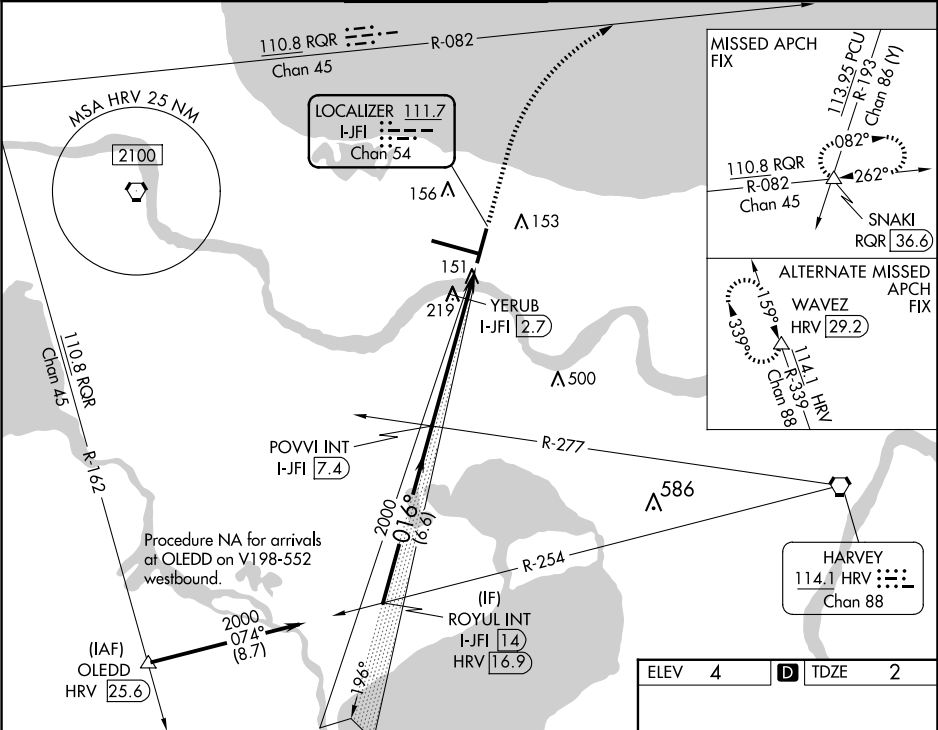 110.8 RQR
Chan 45
R-082
MSA HRV 25 NM
2100
LOCALIZER 111.7
I-JFI
Chan 54
156
153
151
219
YERUB
I-JFI 2.7
500
POVVI INT
I-JFI 7.4
R-277
586
110.8 RQR
Chan 45
R-162
2000
016°
(6.6)
R-254
HARVEY
114.1 HRV
Chan 88
Procedure NA for arrivals
at OLEDD on V198-552
westbound.
(IAF)
OLEDD
HRV 25.6
2000
074°
(8.7)
(IF)
ROYUL INT
I-JFI 14
HRV 16.9
196°
MISSED APCH
FIX
113.95 PCU
R-193
Chan 86 (Y)
082°
262°
110.8 RQR
R-082
Chan 45
SNAKI
RQR 36.6
ALTERNATE MISSED
APCH
FIX
159°
339°
WAVEZ
HRV 29.2
114.1 HRV
R-339
Chan 88
ELEV 4
D
TDZE 2